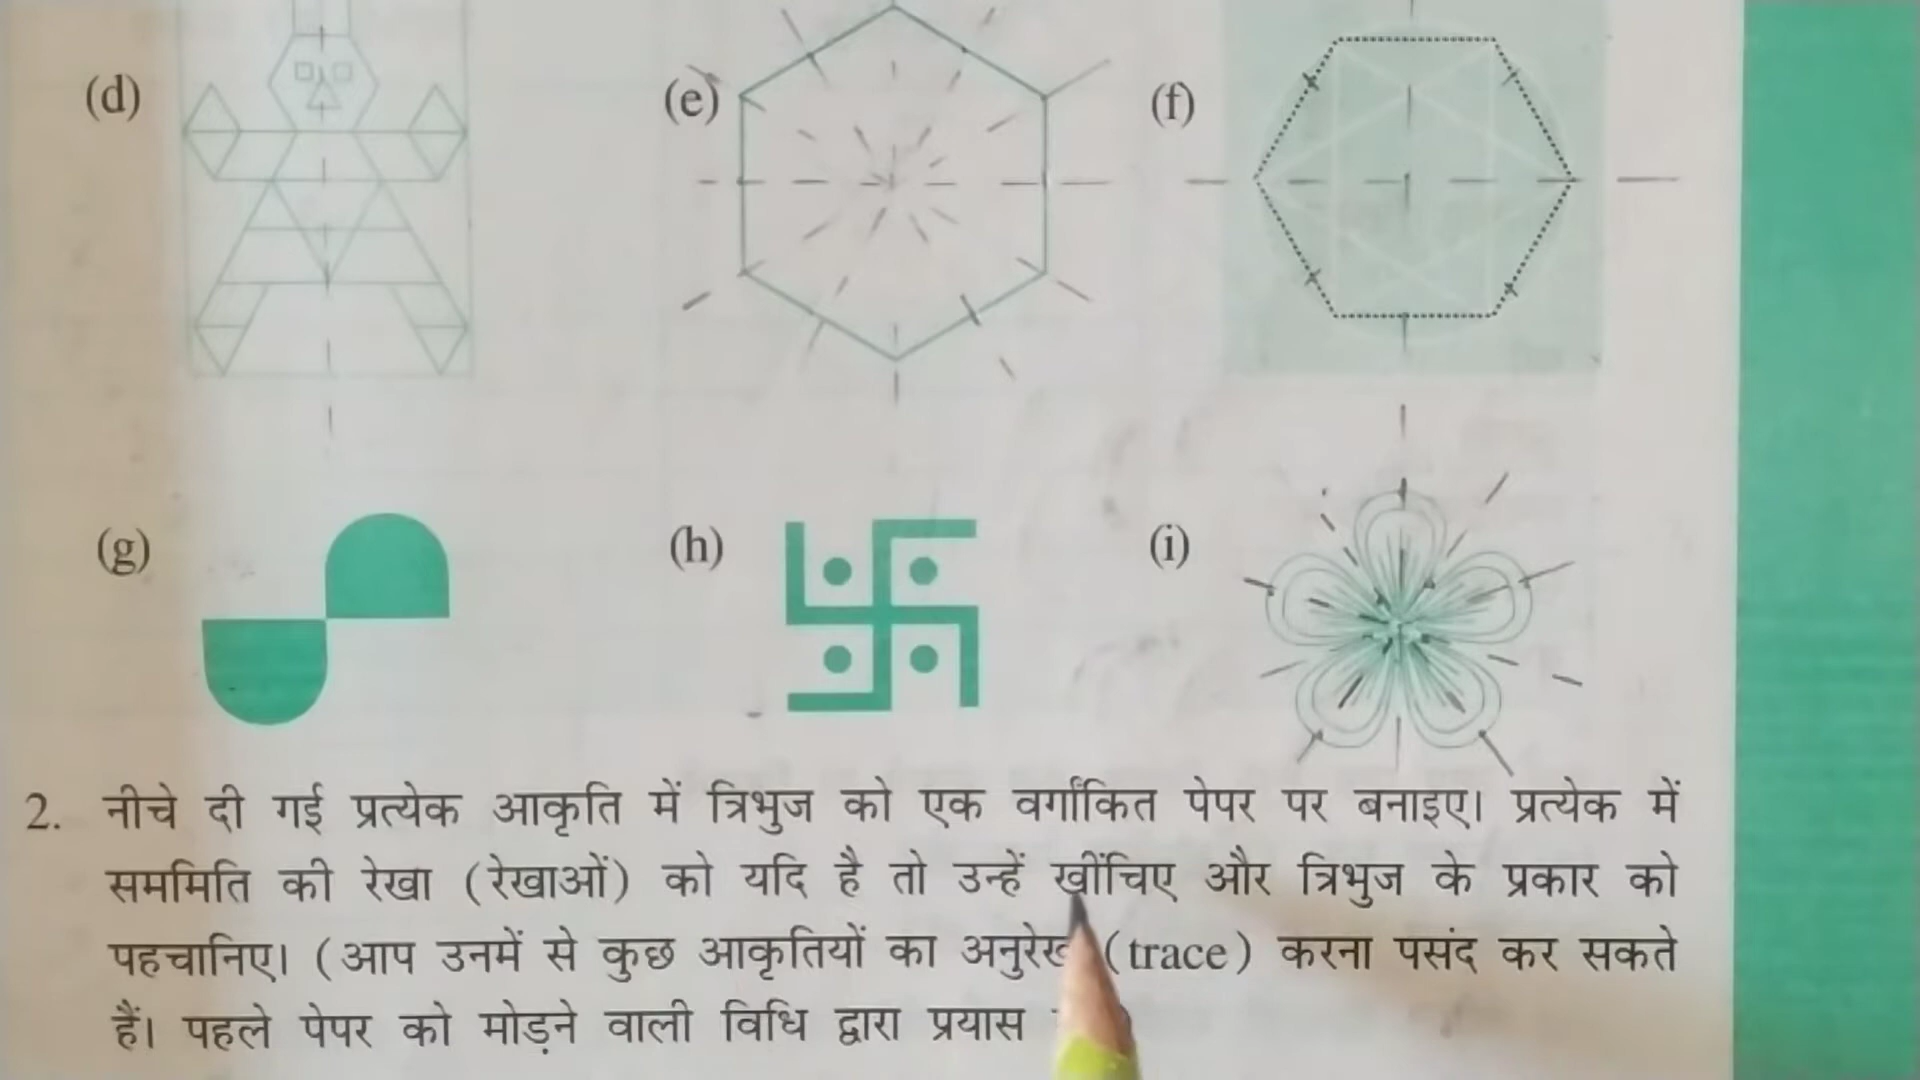 (d) (e) (f)
(g) (h) (i)
2. नीचे दी गई प्रत्येक आकृति में त्रिभुज को एक वर्गांकित पेपर पर बनाइए। प्रत्येक में
सममिति की रेखा (रेखाओं) को यदि है तो उन्हें खींचिए और त्रिभुज के प्रकार को
पहचानिए। (आप उनमें से कुछ आकृतियों का (trace) करना पसंद कर सकते
हैं। पहले पेपर को मोड़ने वाली विधि द्वारा प्रयास